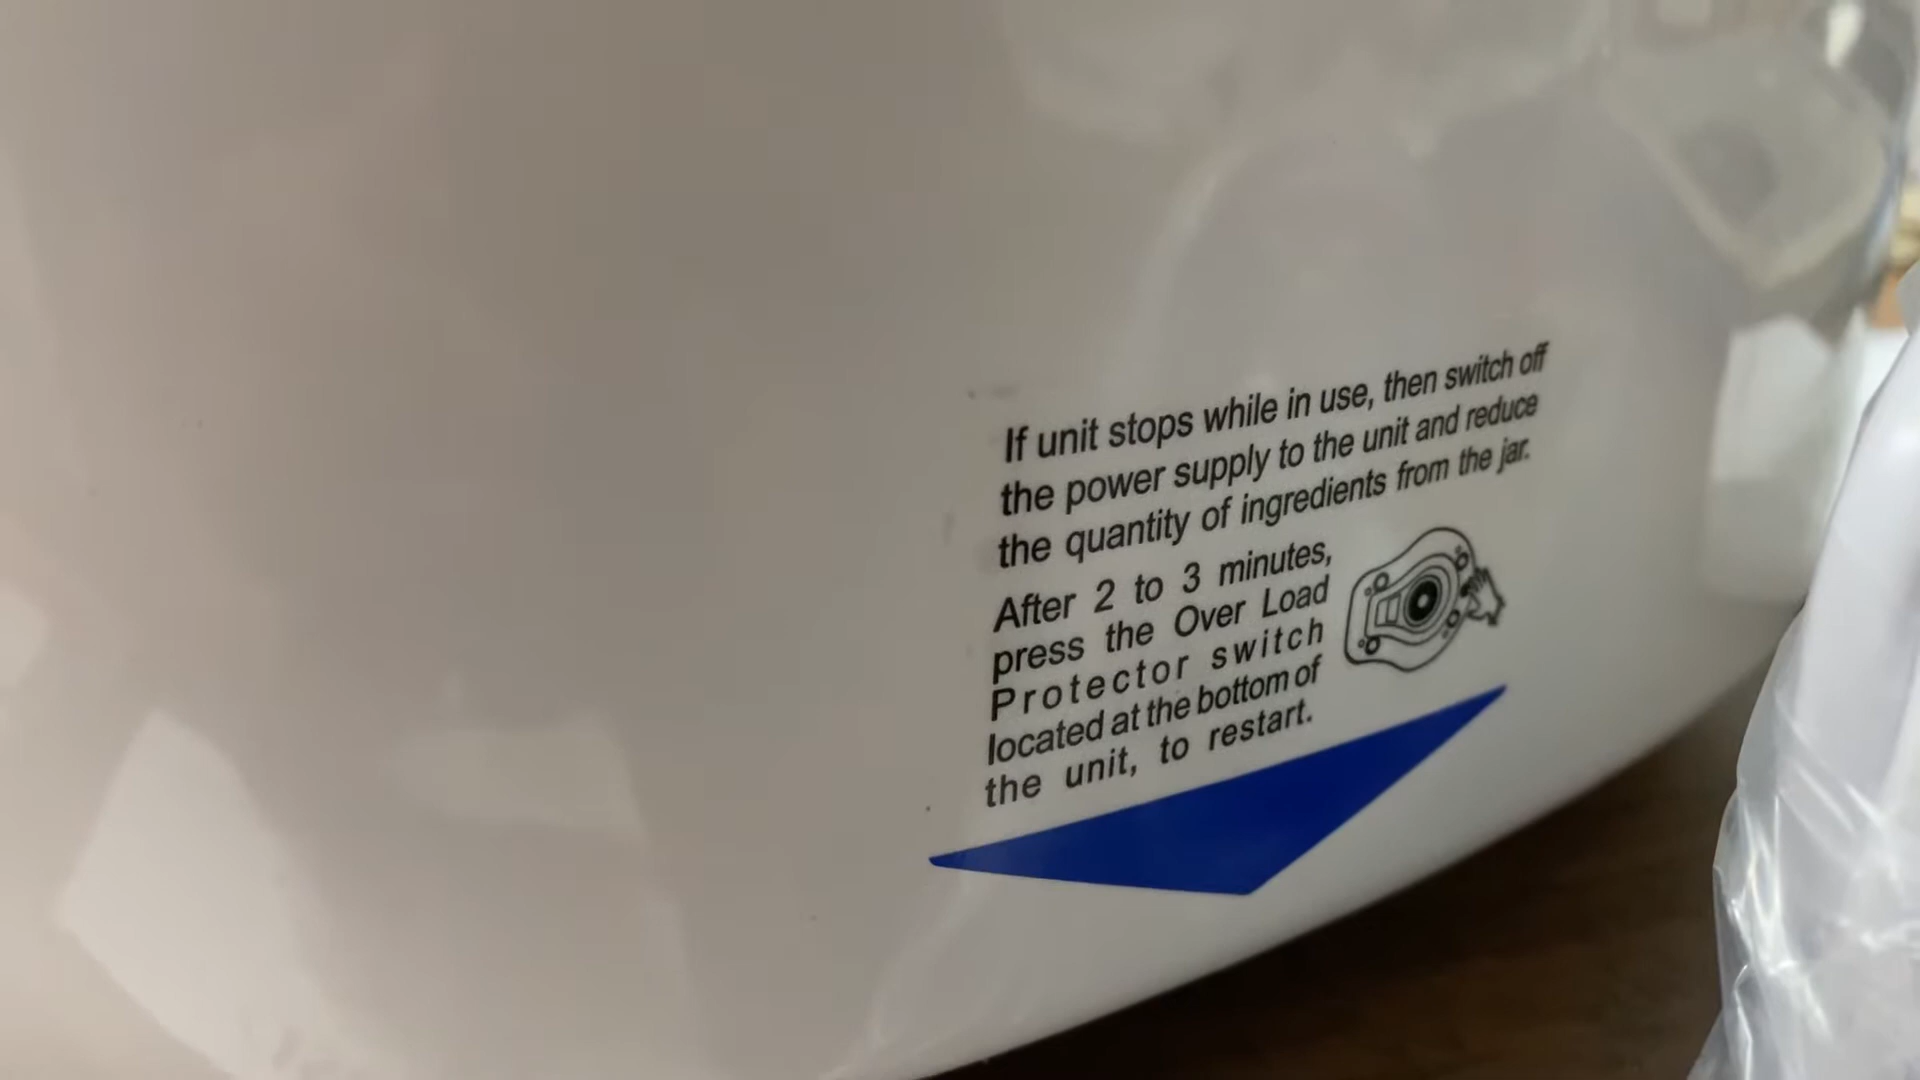 If unit stops while in use, then switch off
the power supply to the unit and reduce
the quantity of ingredients from the jar.
After 2 to 3 minutes,
press the Over Load
Protector switch
located at the bottom of
the unit, to restart.